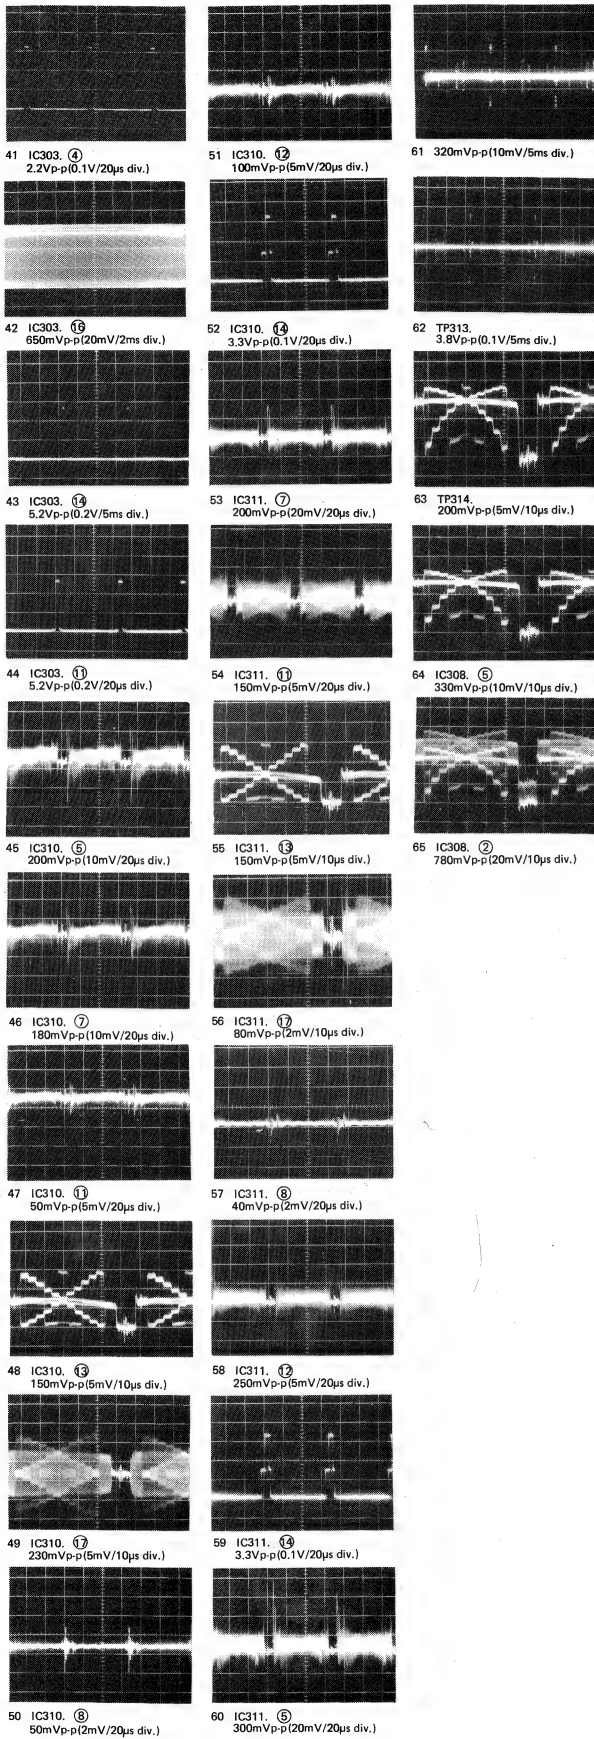 41 IC303. ④
2.2Vp-p(0.1V/20µs div.)
42 IC303. ⑯
650mVp-p(20mV/2ms div.)
43 IC303. ⑭
5.2Vp-p(0.2V/5ms div.)
44 IC303. ⑪
5.2Vp-p(0.2V/20µs div.)
45 IC310. ⑤
200mVp-p(10mV/20µs div.)
46 IC310. ⑦
180mVp-p(10mV/20µs div.)
47 IC310. ⑪
50mVp-p(5mV/20µs div.)
48 IC310. ⑬
150mVp-p(5mV/10µs div.)
49 IC310. ⑰
230mVp-p(5mV/10µs div.)
50 IC310. ⑧
50mVp-p(2mV/20µs div.)
51 IC310. ⑫
100mVp-p(5mV/20µs div.)
52 IC310. ⑭
3.3Vp-p(0.1V/20µs div.)
53 IC311. ⑦
200mVp-p(20mV/20µs div.)
54 IC311. ⑪
150mVp-p(5mV/20µs div.)
55 IC311. ⑬
150mVp-p(5mV/10µs div.)
56 IC311. ⑰
80mVp-p(2mV/10µs div.)
57 IC311. ⑧
40mVp-p(2mV/20µs div.)
58 IC311. ⑫
250mVp-p(5mV/20µs div.)
59 IC311. ⑭
3.3Vp-p(0.1V/20µs div.)
60 IC311. ⑤
300mVp-p(20mV/20µs div.)
61 320mVp-p(10mV/5ms div.)
62 TP313.
3.8Vp-p(0.1V/5ms div.)
63 TP314.
200mVp-p(5mV/10µs div.)
64 IC308. ⑤
330mVp-p(10mV/10µs div.)
65 IC308. ②
780mVp-p(20mV/10µs div.)